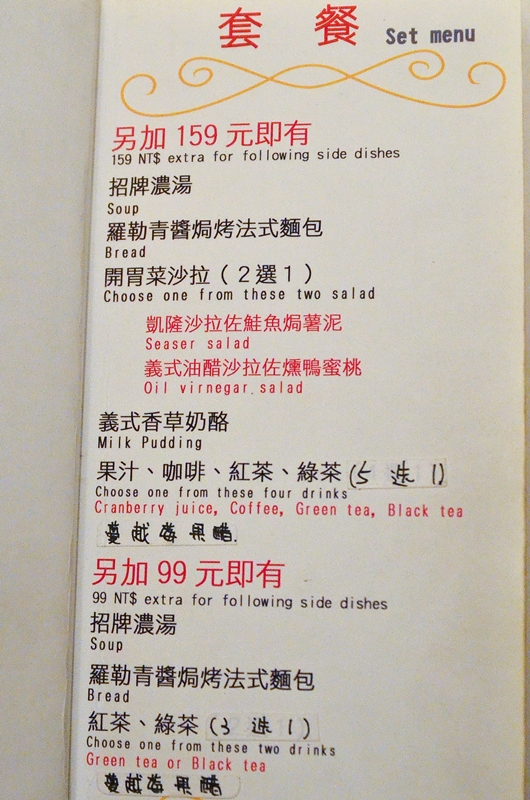 套 餐 Set menu
另加 159 元即有
159 NT$ extra for following side dishes
招牌濃湯
Soup
羅勒青醬焗烤法式麵包
Bread
開胃菜沙拉（２選１）
Choose one from these two salad
凱隆沙拉佐鮭魚焗薯泥
Seaser salad
義式油醋沙拉佐燻鴨蜜桃
Oil virnegar salad
義式香草奶酪
Milk Pudding
果汁、咖啡、紅茶、綠茶 (5 选 1)
Choose one from these four drinks
Cranberry juice, Coffee, Green tea, Black tea
蔓越莓果醋.
另加 99 元即有
99 NT$ extra for following side dishes
招牌濃湯
Soup
羅勒青醬焗烤法式麵包
Bread
紅茶、綠茶 (3 选 1)
Choose one from these two drinks
Green tea or Black tea
蔓越莓果醋